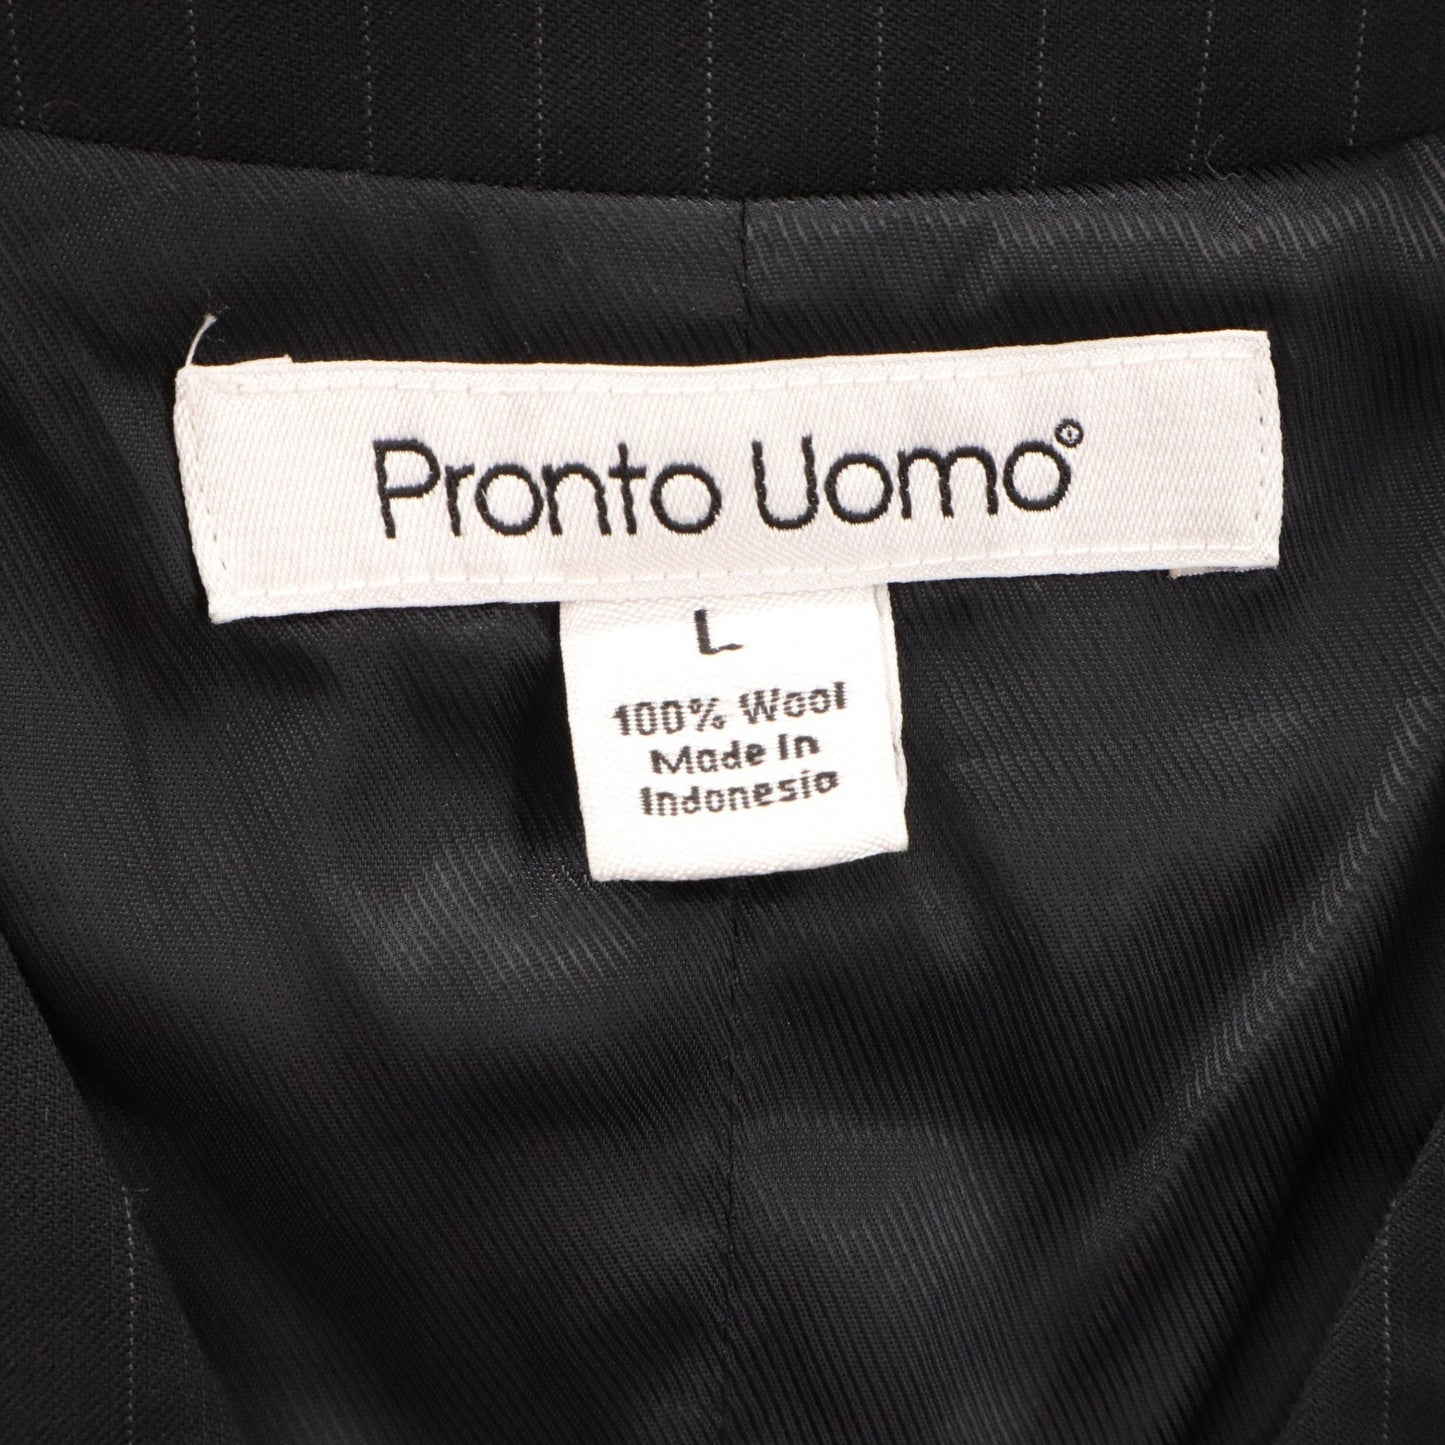 Pronto Uomo®
L
100% Wool
Made In
Indonesia